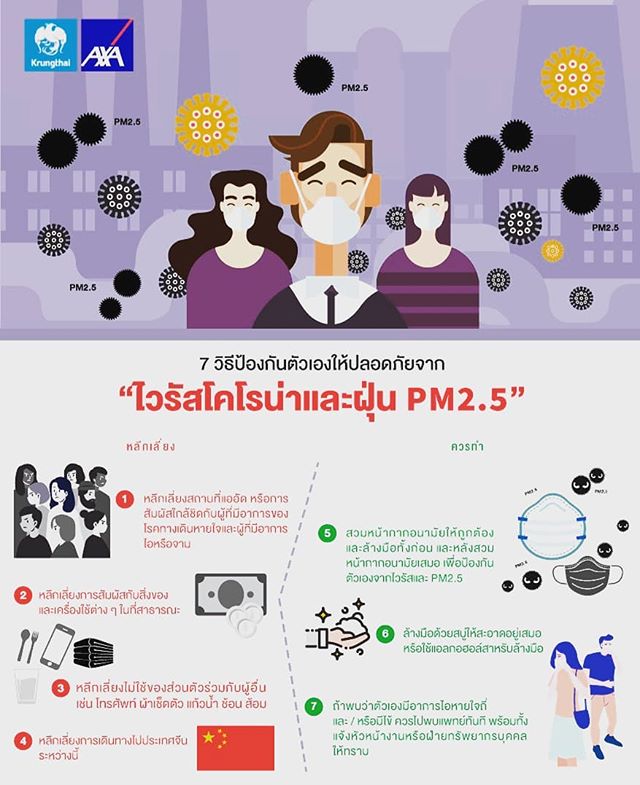 Krungthai
AXA
PM2.5
PM2.5
PM2.5
PM2.5
PM2.5
7 วิธีป้องกันตัวเองให้ปลอดภัยจาก
“ไวรัสโคโรน่าและฝุ่น PM2.5”
หลีกเลี่ยง
1 หลีกเลี่ยงสถานที่แออัด หรือการ
สัมผัสใกล้ชิดกับผู้ที่มีอาการของ
โรคทางเดินหายใจและผู้ที่มีอาการ
ไอหรือจาม
2 หลีกเลี่ยงการสัมผัสกับสิ่งของ
และเครื่องใช้ต่าง ๆ ในที่สาธารณะ
3 หลีกเลี่ยงไม่ใช้ของส่วนตัวร่วมกับผู้อื่น
เช่น โทรศัพท์ ผ้าเช็ดตัว แก้วน้ำ ช้อน ส้อม
4 หลีกเลี่ยงการเดินทางไปประเทศจีน
ระหว่างนี้
ควรทำ
5 สวมหน้ากากอนามัยให้ถูกต้อง
และล้างมือทั้งก่อน และหลังสวม
หน้ากากอนามัยเสมอ เพื่อป้องกัน
ตัวเองจากไวรัสและ PM2.5
6 ล้างมือด้วยสบู่ให้สะอาดอยู่เสมอ
หรือใช้แอลกอฮอล์สำหรับล้างมือ
7 ถ้าพบว่าตัวเองมีอาการไอหายใจถี่
และ / หรือมีไข้ ควรไปพบแพทย์ทันที พร้อมทั้ง
แจ้งหัวหน้างานหรือฝ่ายทรัพยากรบุคคล
ให้ทราบ